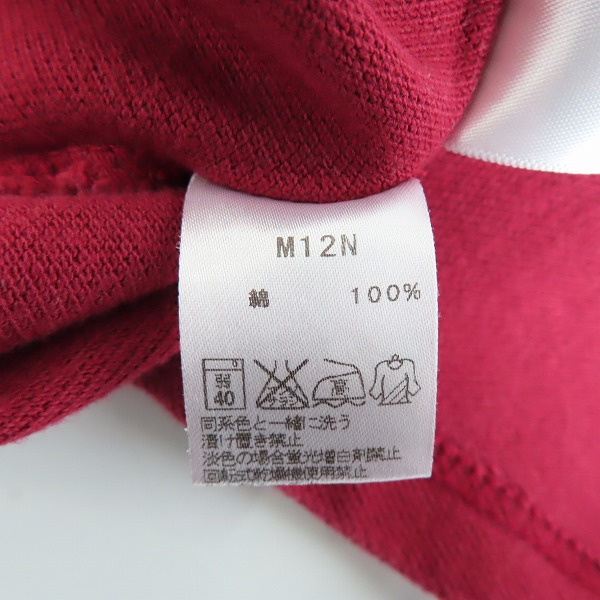 M12N
綿 100%
弱 40 高
同系色と一緒に洗う
漬け置き禁止
淡色の場合蛍光増白剤禁止
回転式乾燥機使用禁止